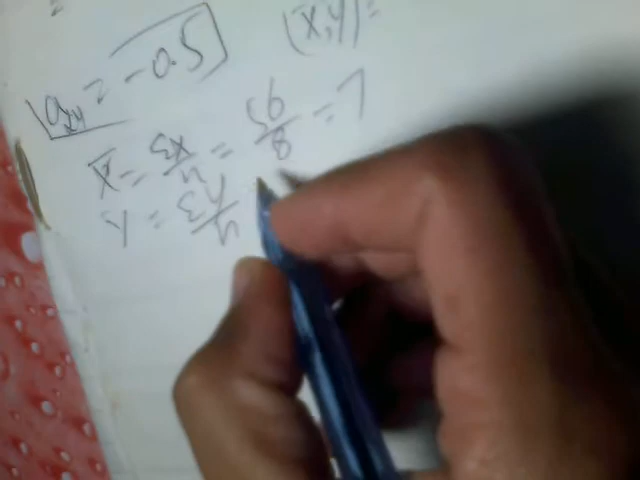 a_xy = -0.5
(x̄, ȳ) =
x̄ = Σx/n = 56/8 = 7
ȳ = Σy/n